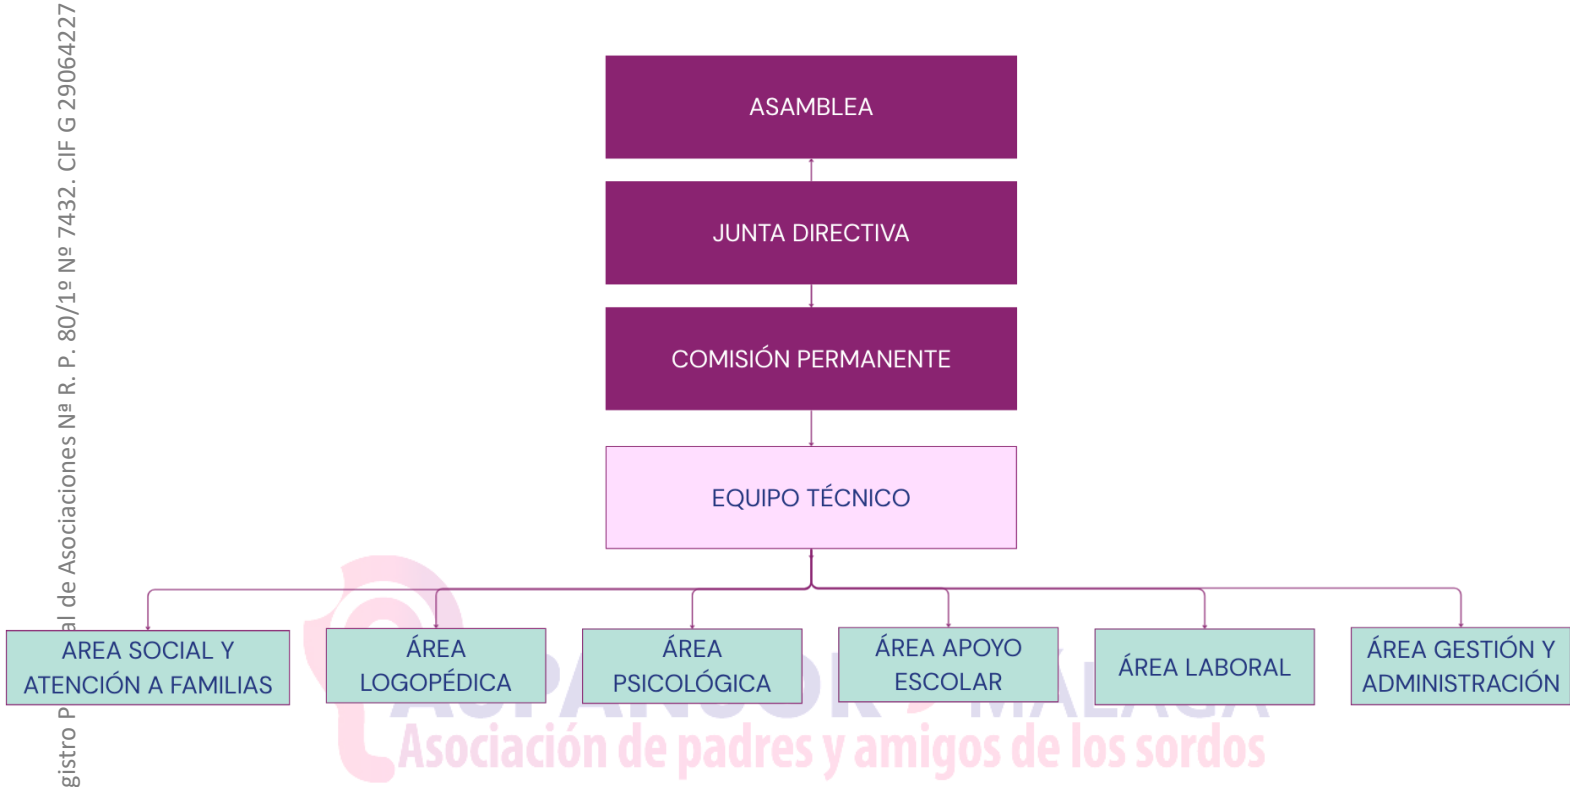 gistro P al de Asociaciones Nª R. P. 80/1º Nº 7432. CIF G 29064227
ASAMBLEA
JUNTA DIRECTIVA
COMISIÓN PERMANENTE
EQUIPO TÉCNICO
AREA SOCIAL Y
ATENCIÓN A FAMILIAS
ÁREA
LOGOPÉDICA
ÁREA
PSICOLÓGICA
ÁREA APOYO
ESCOLAR
ÁREA LABORAL
ÁREA GESTIÓN Y
ADMINISTRACIÓN
ASPANSOR MÁLAGA
Asociación de padres y amigos de los sordos